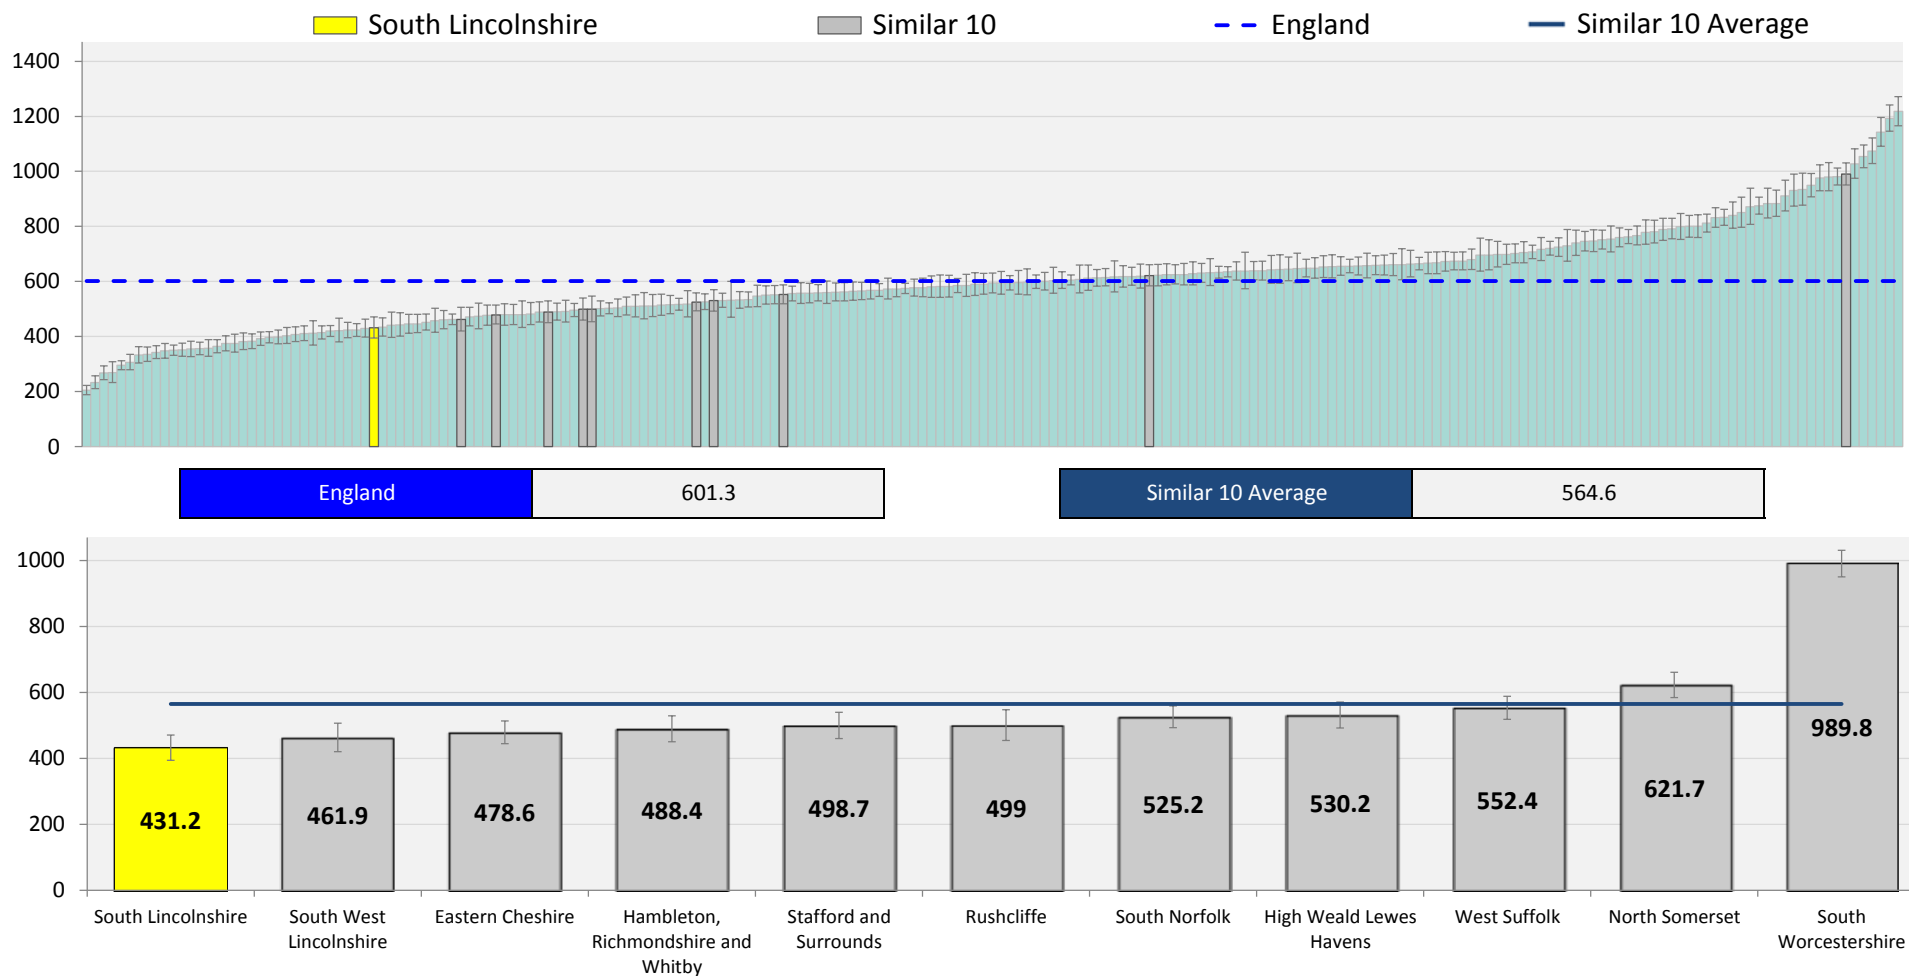 South Lincolnshire
Similar 10
England
Similar 10 Average
1400
1200
1000
800
600
400
200
0
England
601.3
Similar 10 Average
564.6
1000
800
600
400
200
0
431.2
461.9
478.6
488.4
498.7
499
525.2
530.2
552.4
621.7
989.8
South Lincolnshire
South West
Lincolnshire
Eastern Cheshire
Hambleton,
Richmondshire and
Whitby
Stafford and
Surrounds
Rushcliffe
South Norfolk
High Weald Lewes
Havens
West Suffolk
North Somerset
South
Worcestershire